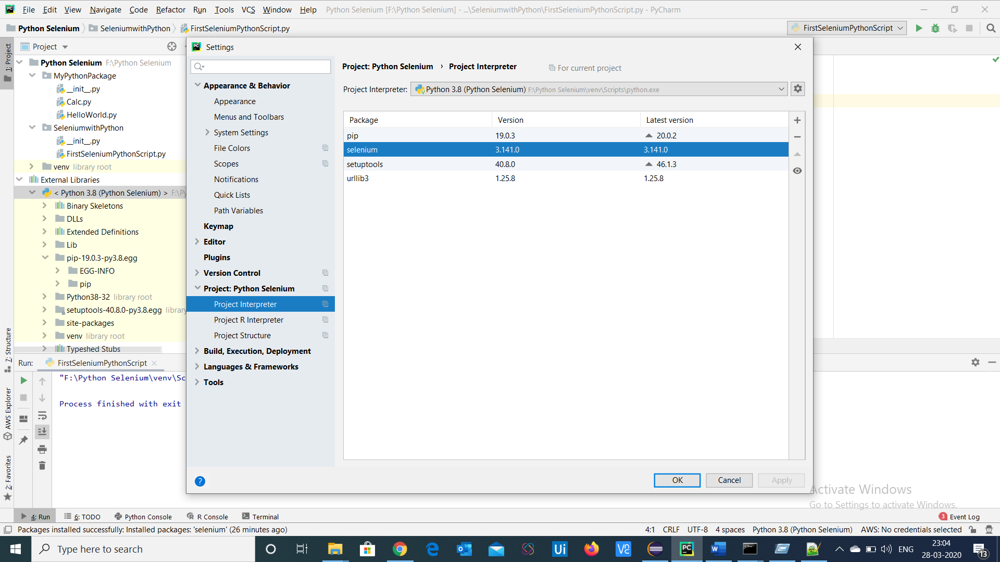 File Edit View Navigate Code Refactor Run Tools VCS Window Help Python Selenium [F:\Python Selenium] - ...\SeleniumwithPython\FirstSeleniumPythonScript.py - PyCharm
Python Selenium SeleniumwithPython FirstSeleniumPythonScript.py FirstSeleniumPythonScript
1: Project
Project
Python Selenium F:\Python Selenium
MyPythonPackage
__init__.py
Calc.py
HelloWorld.py
SeleniumwithPython
__init__.py
FirstSeleniumPythonScript.py
venv library root
External Libraries
< Python 3.8 (Python Selenium) > F:\Py
Binary Skeletons
DLLs
Extended Definitions
Lib
pip-19.0.3-py3.8.egg
EGG-INFO
pip
Python38-32 library root
setuptools-40.8.0-py3.8.egg library
site-packages
venv library root
Typeshed Stubs
7: Structure
AWS Explorer
2: Favorites
Settings
Appearance & Behavior
Appearance
Menus and Toolbars
System Settings
File Colors
Scopes
Notifications
Quick Lists
Path Variables
Keymap
Editor
Plugins
Version Control
Project: Python Selenium
Project Interpreter
Project R Interpreter
Project Structure
Build, Execution, Deployment
Languages & Frameworks
Tools
Project: Python Selenium › Project Interpreter For current project
Project Interpreter: Python 3.8 (Python Selenium) F:\Python Selenium\venv\Scripts\python.exe
Package Version Latest version
pip 19.0.3 20.0.2
selenium 3.141.0 3.141.0
setuptools 40.8.0 46.1.3
urllib3 1.25.8 1.25.8
?
OK Cancel Apply
Run: FirstSeleniumPythonScript
"F:\Python Selenium\venv\Sc
Process finished with exit
Activate Windows
Go to Settings to activate Windows.
4: Run 6: TODO Python Console R Console Terminal 3 Event Log
Packages installed successfully: Installed packages: 'selenium' (26 minutes ago) 4:1 CRLF UTF-8 4 spaces Python 3.8 (Python Selenium) AWS: No credentials selected
Type here to search
ENG
23:04
28-03-2020
13